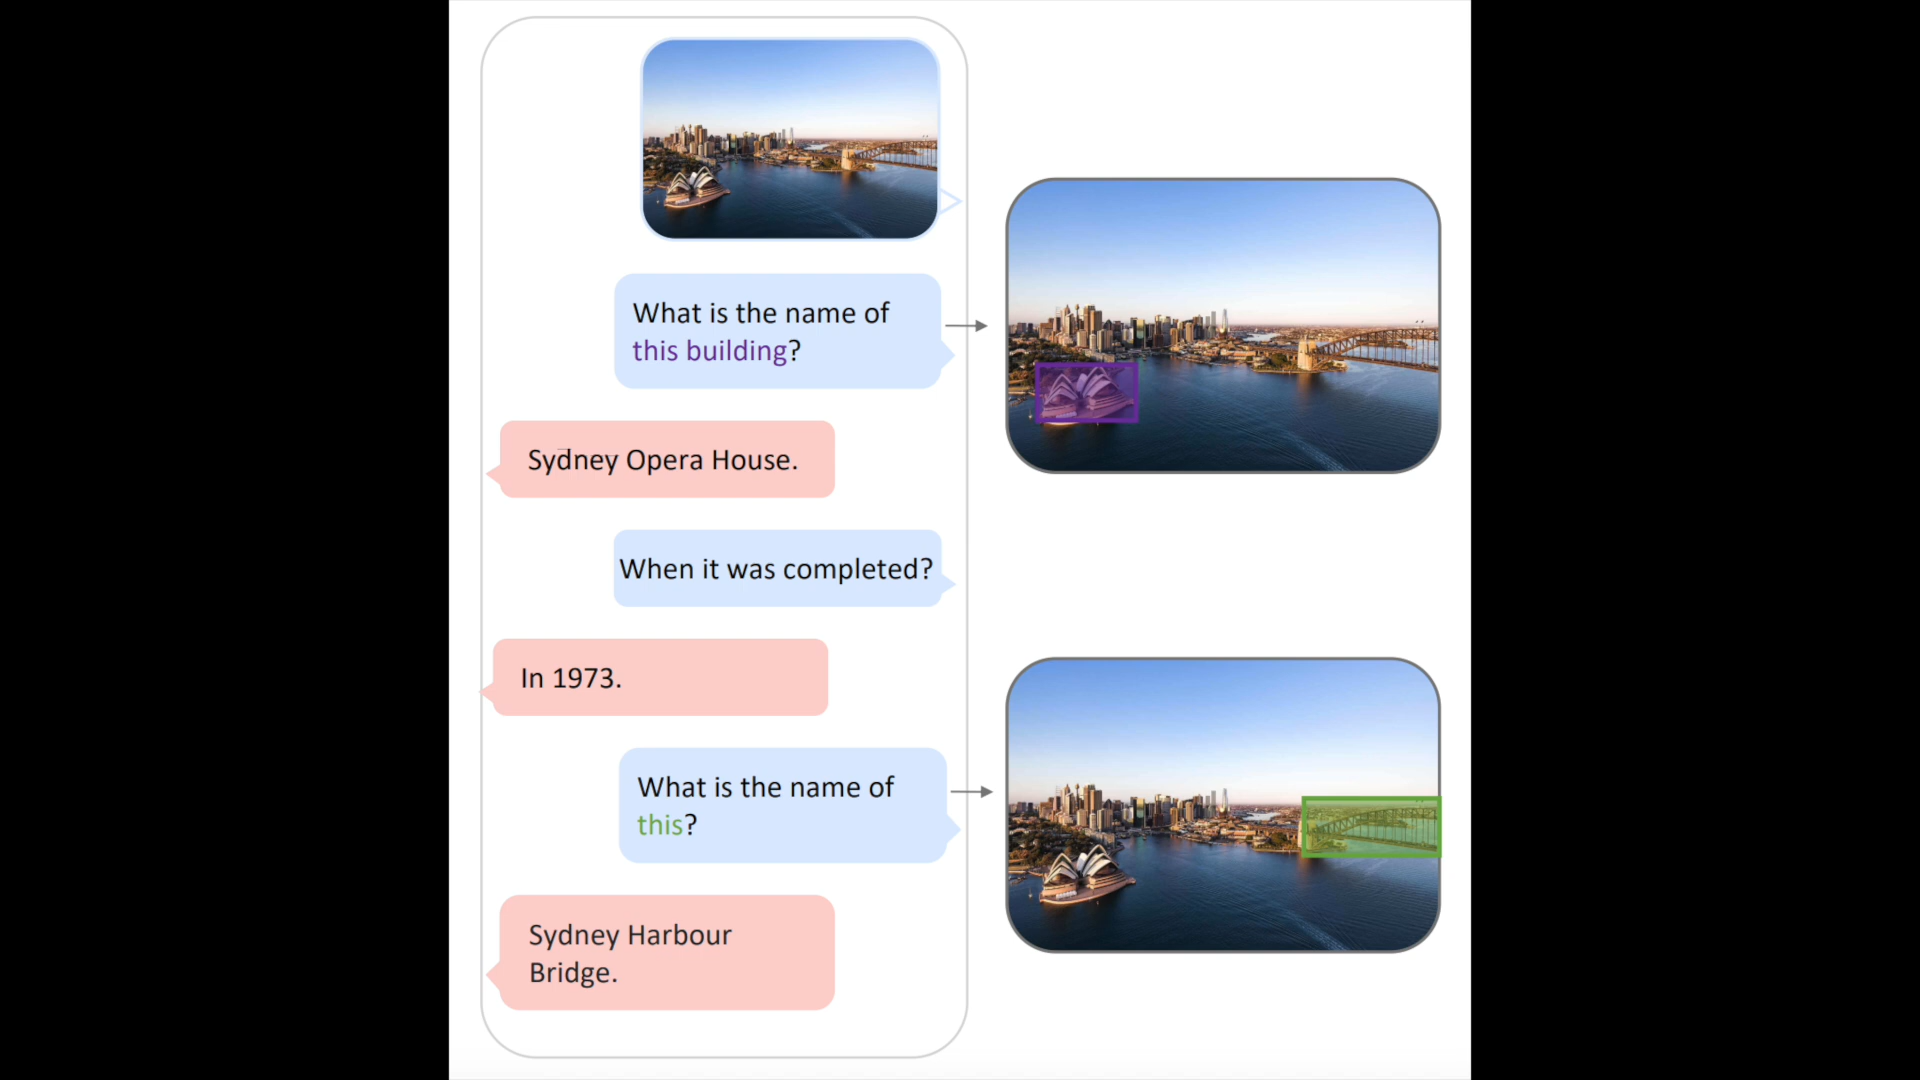 What is the name of
this building?
Sydney Opera House.
When it was completed?
In 1973.
What is the name of
this?
Sydney Harbour
Bridge.